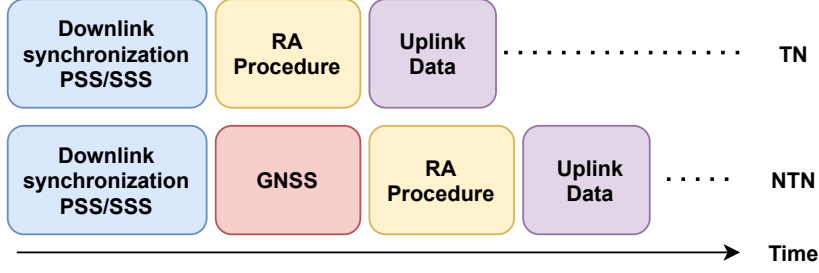 Downlink
synchronization
PSS/SSS
RA
Procedure
Uplink
Data
TN
Downlink
synchronization
PSS/SSS
GNSS
RA
Procedure
Uplink
Data
NTN
Time